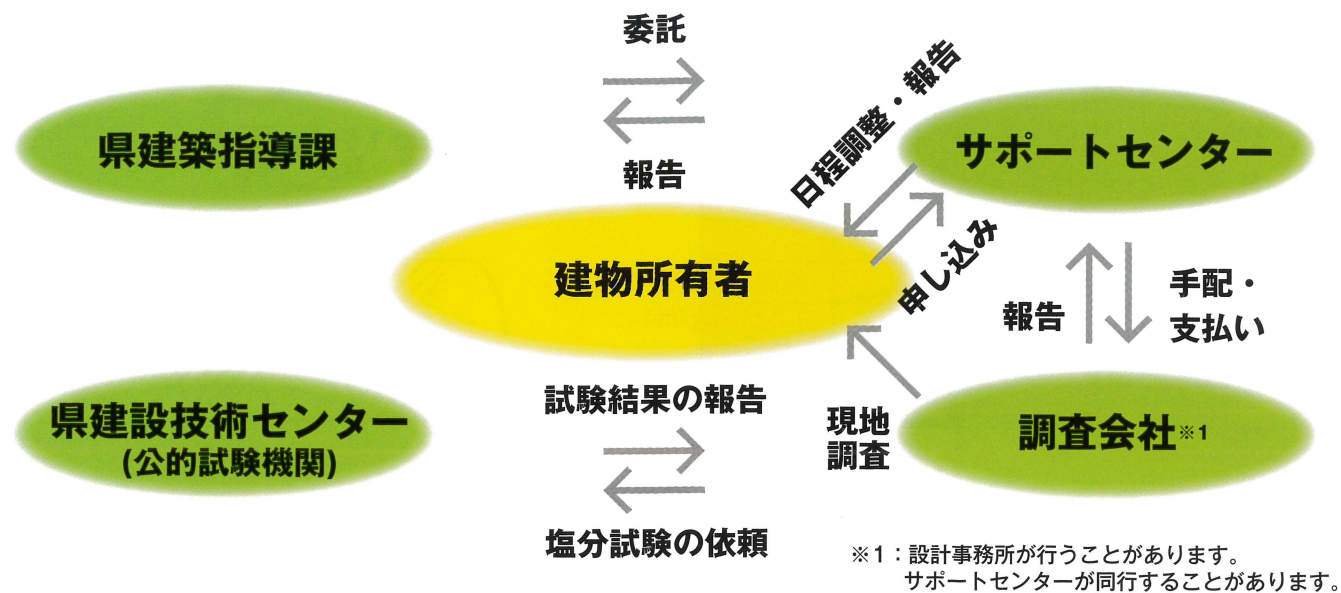 委託
県建築指導課
報告
日程調整・報告
サポートセンター
申し込み
建物所有者
報告
手配・
支払い
県建設技術センター
(公的試験機関)
試験結果の報告
塩分試験の依頼
現地
調査
調査会社※1
※1：設計事務所が行うことがあります。
サポートセンターが同行することがあります。